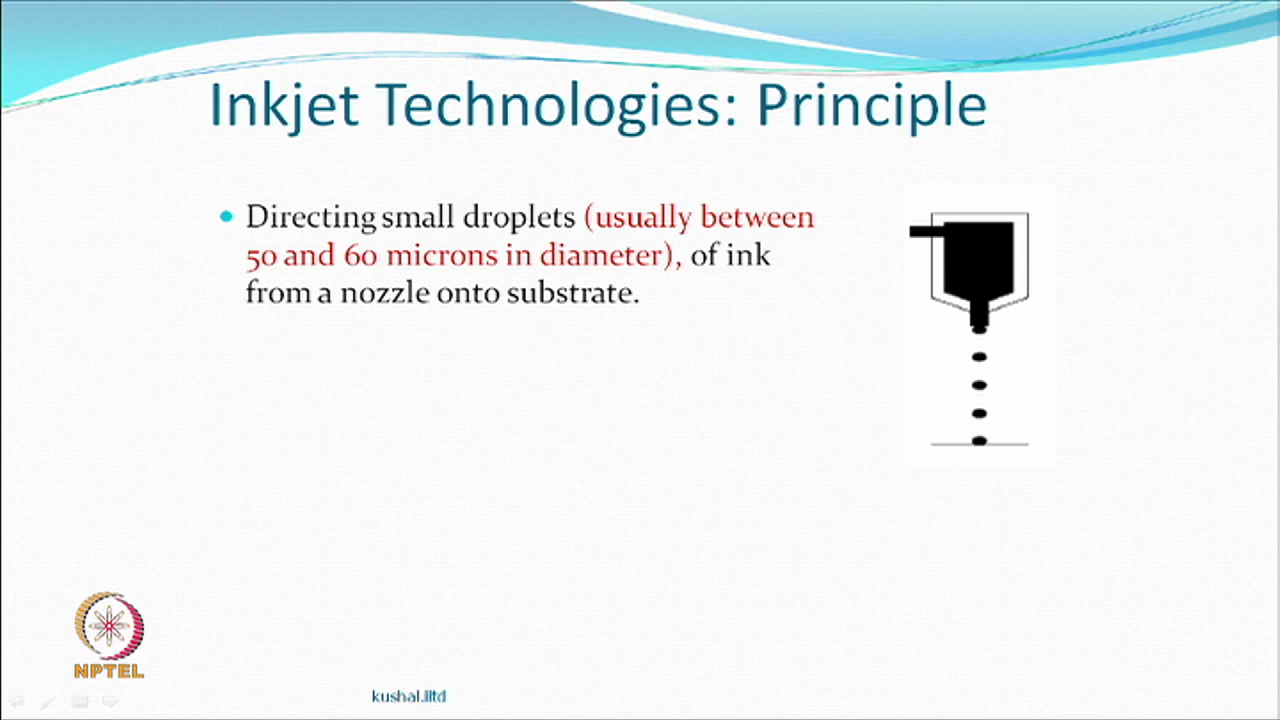 Inkjet Technologies: Principle
Directing small droplets (usually between
50 and 60 microns in diameter), of ink
from a nozzle onto substrate.
NPTEL
kushal.iitd